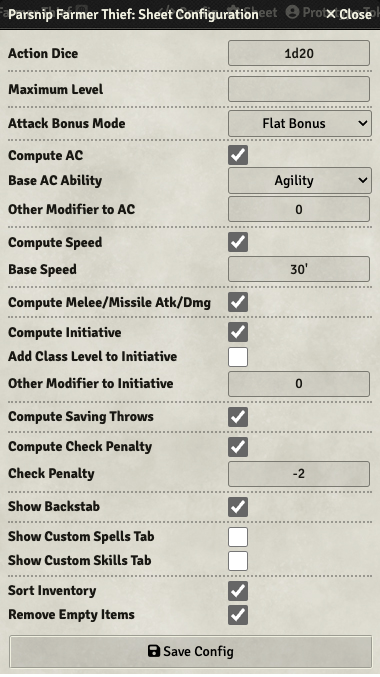 Parsnip Farmer Thief: Sheet Configuration
Close
Action Dice
1d20
Maximum Level
Attack Bonus Mode
Flat Bonus
Compute AC
Base AC Ability
Agility
Other Modifier to AC
0
Compute Speed
Base Speed
30'
Compute Melee/Missile Atk/Dmg
Compute Initiative
Add Class Level to Initiative
Other Modifier to Initiative
0
Compute Saving Throws
Compute Check Penalty
Check Penalty
-2
Show Backstab
Show Custom Spells Tab
Show Custom Skills Tab
Sort Inventory
Remove Empty Items
Save Config